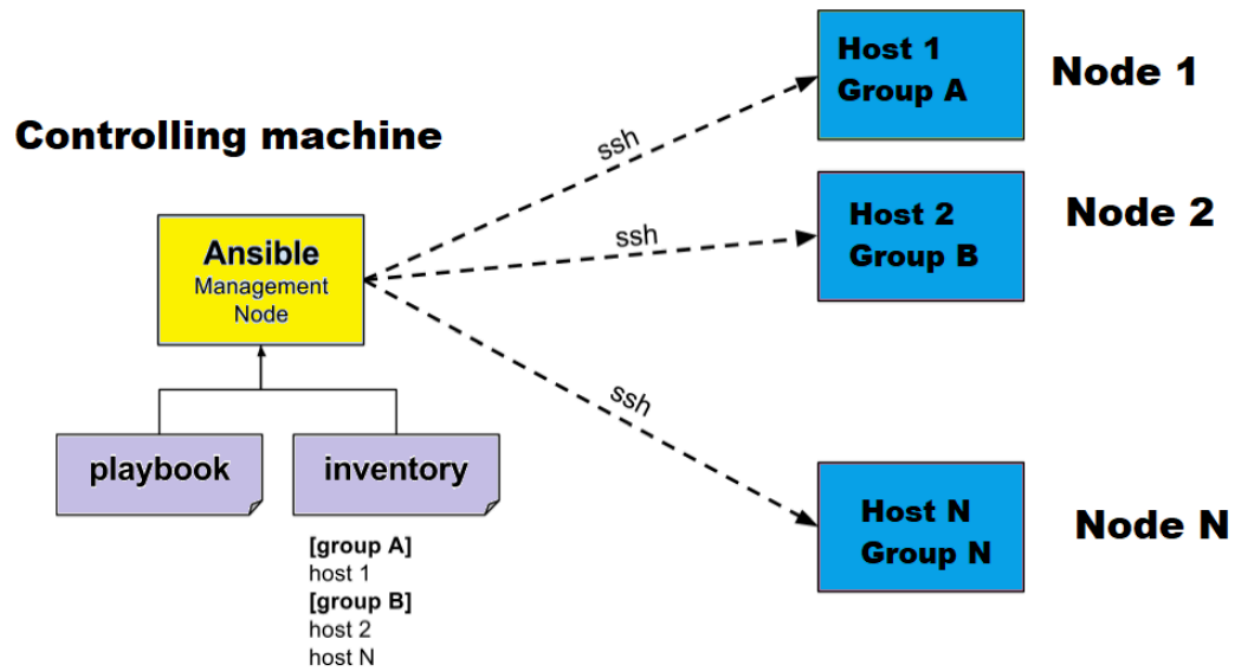 Controlling machine
Ansible
Management
Node
playbook
inventory
[group A]
host 1
[group B]
host 2
host N
ssh
ssh
ssh
Host 1
Group A
Node 1
Host 2
Group B
Node 2
Host N
Group N
Node N